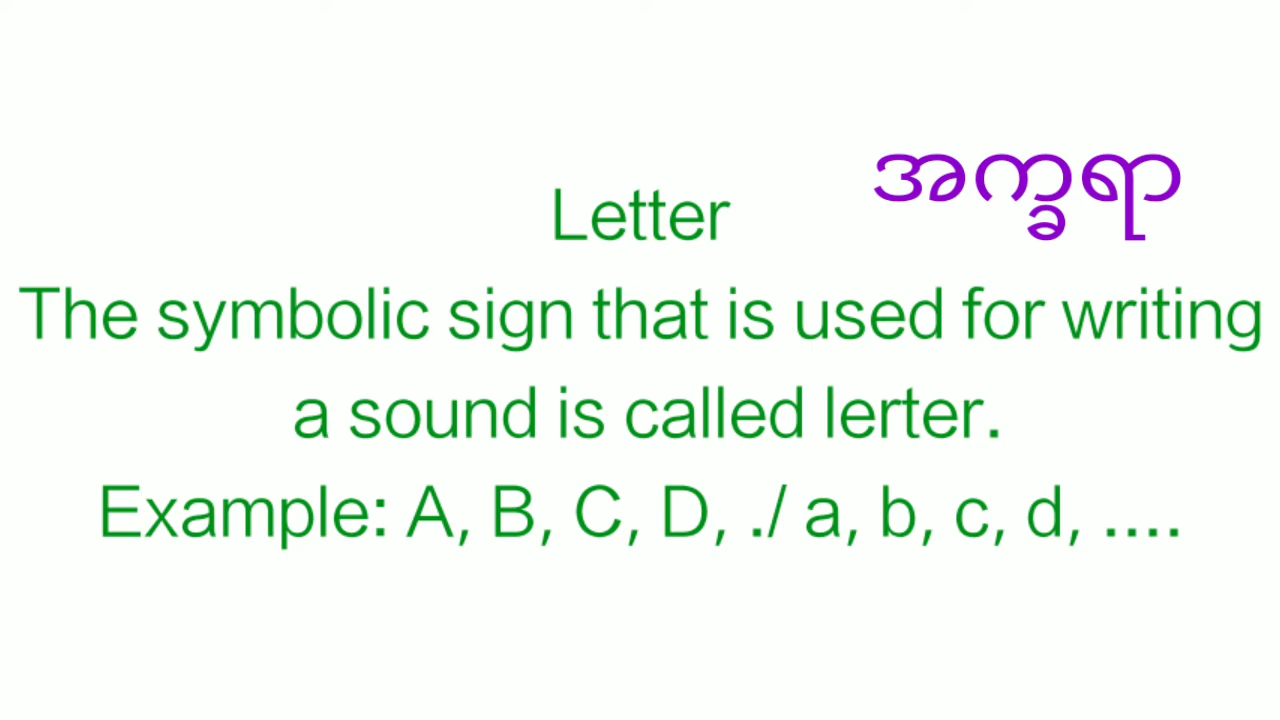 အက္ခရာ
Letter
The symbolic sign that is used for writing
a sound is called lerter.
Example: A, B, C, D, ./ a, b, c, d, ....